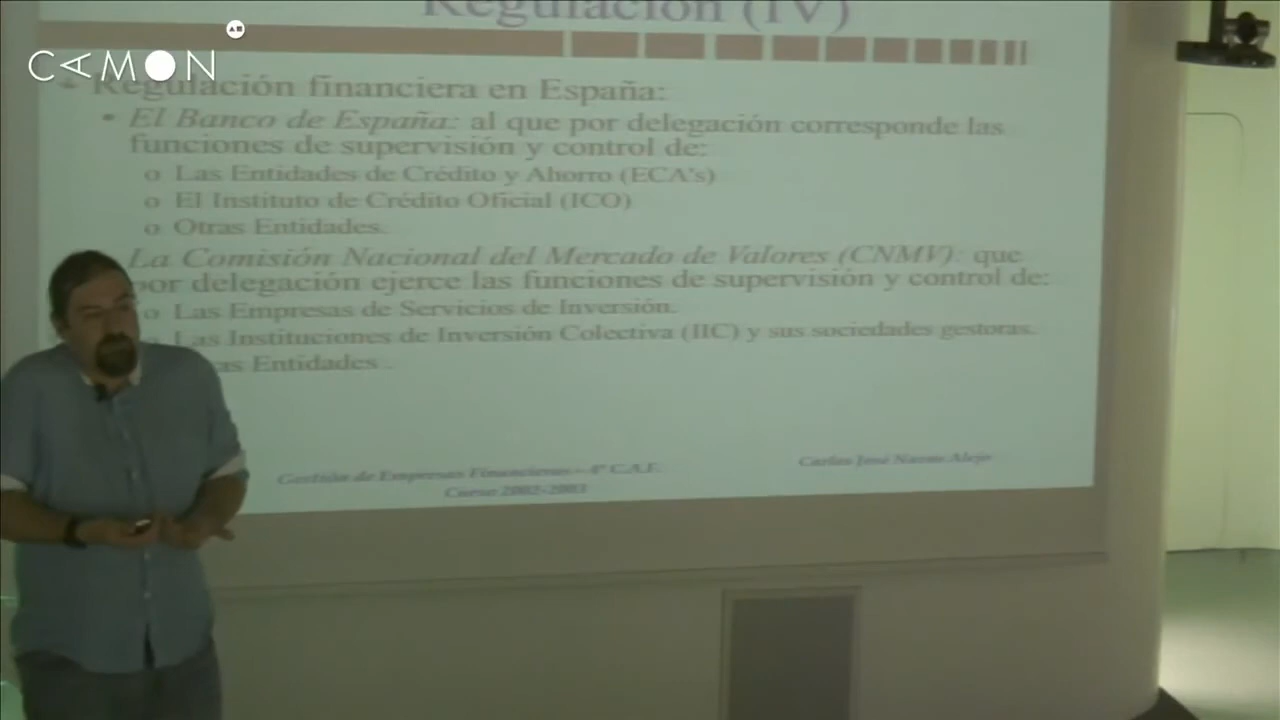 Regulación (IV)
CAMON
Regulación financiera en España:
• El Banco de España: al que por delegación corresponde las
funciones de supervisión y control de:
o Las Entidades de Crédito y Ahorro (ECA's)
o El Instituto de Crédito Oficial (ICO)
o Otras Entidades.
La Comisión Nacional del Mercado de Valores (CNMV): que
por delegación ejerce las funciones de supervisión y control de:
o Las Empresas de Servicios de Inversión.
Las Instituciones de Inversión Colectiva (IIC) y sus sociedades gestoras.
as Entidades .
Gestión de Empresas Financieras – 4º C.A.F.
Carlos José Navas Alejo
Curso 2002-2003